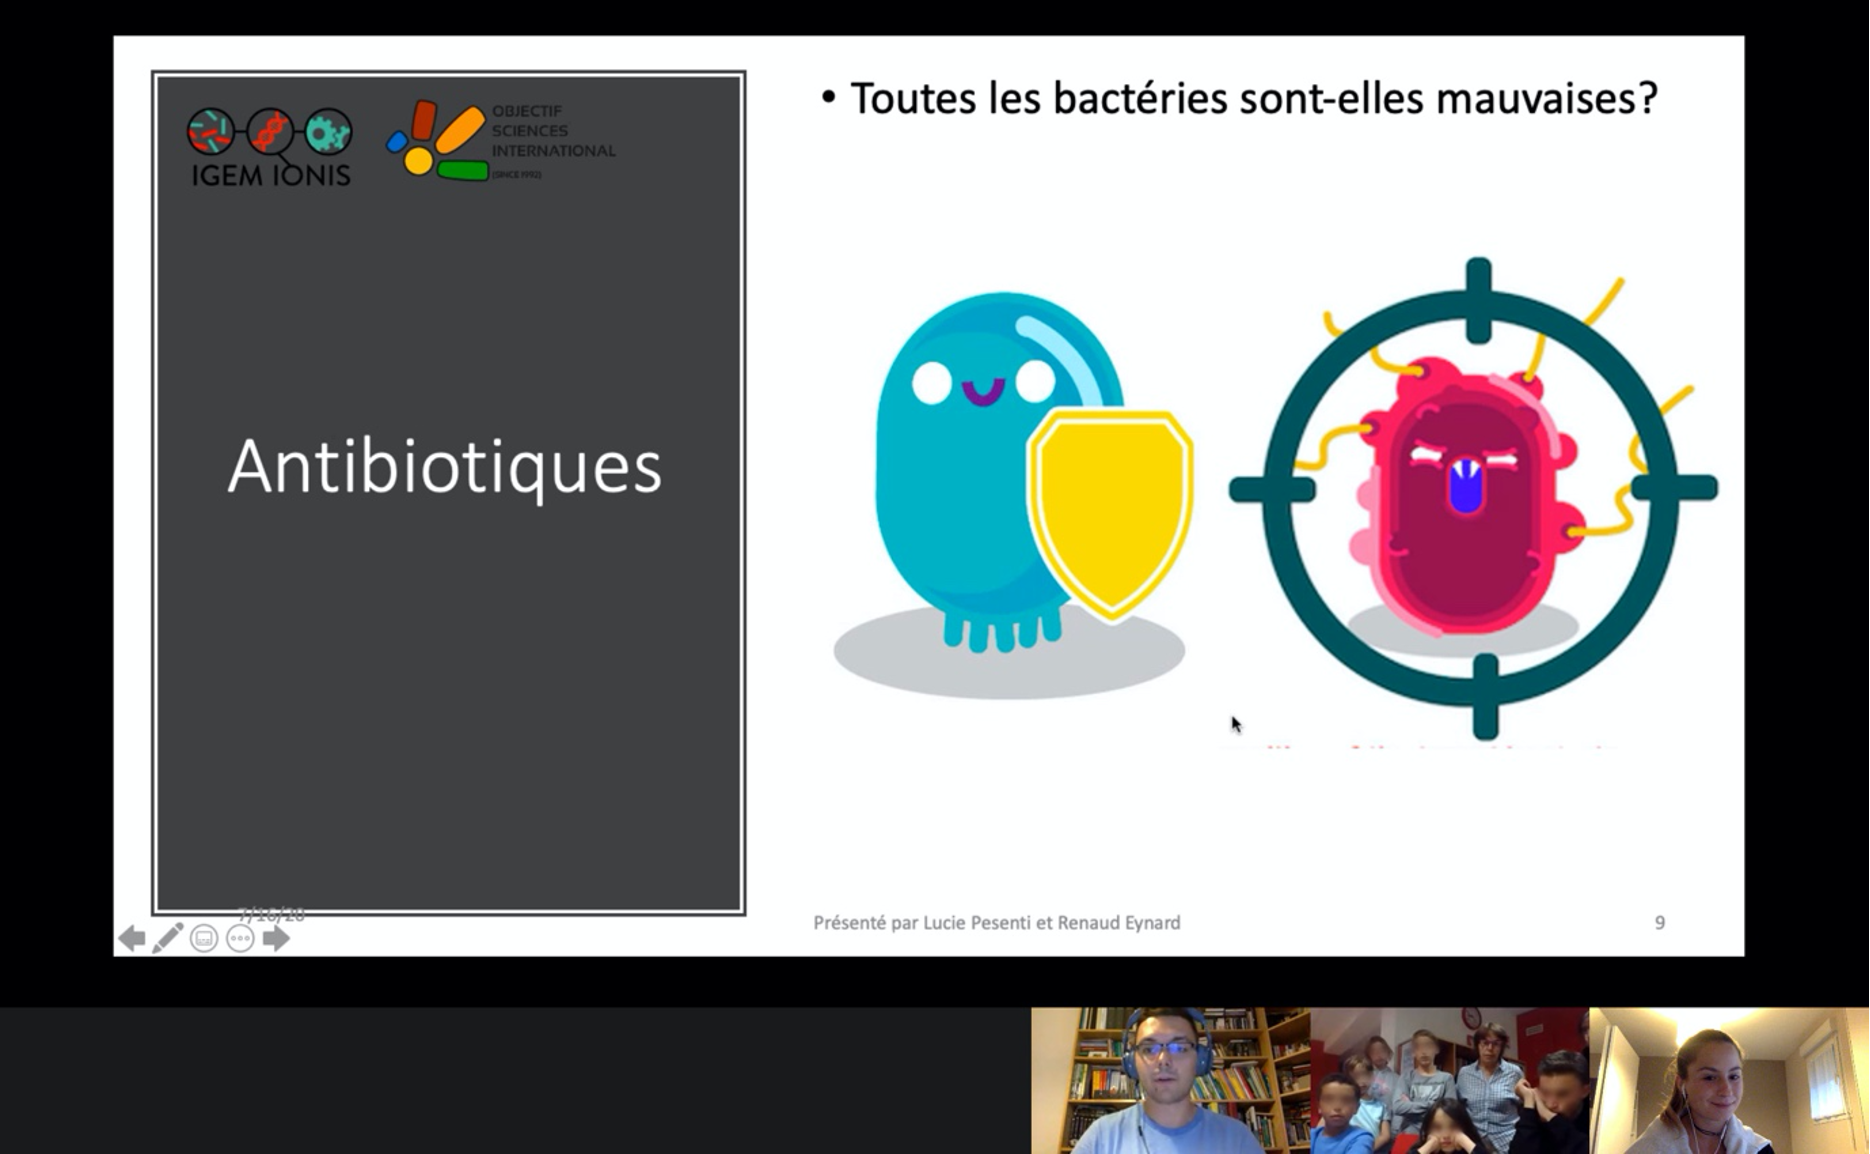 IGEM IONIS
OBJECTIF
SCIENCES
INTERNATIONAL
(SINCE 1992)
Antibiotiques
• Toutes les bactéries sont-elles mauvaises?
7/16/20
Présenté par Lucie Pesenti et Renaud Eynard
9